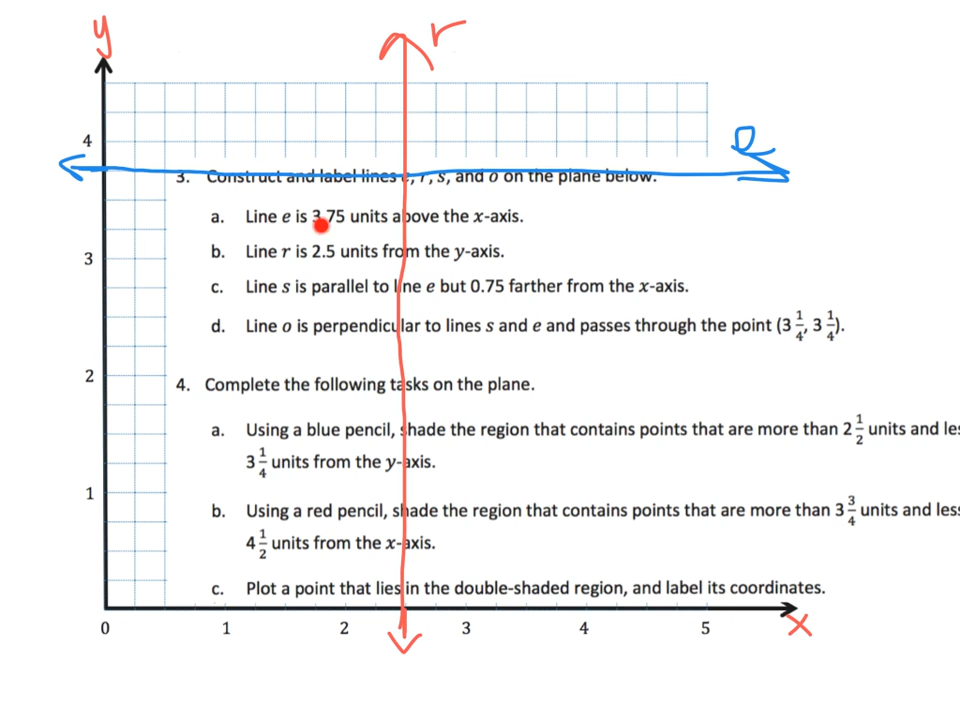 y
r
4
e
3. Construct and label lines e, r, s, and o on the plane below.
a. Line e is 3.75 units above the x-axis.
3
b. Line r is 2.5 units from the y-axis.
c. Line s is parallel to line e but 0.75 farther from the x-axis.
d. Line o is perpendicular to lines s and e and passes through the point (3 1/4, 3 1/4).
2
4. Complete the following tasks on the plane.
a. Using a blue pencil, shade the region that contains points that are more than 2 1/2 units and les
3 1/4 units from the y-axis.
1
b. Using a red pencil, shade the region that contains points that are more than 3 3/4 units and less
4 1/2 units from the x-axis.
c. Plot a point that lies in the double-shaded region, and label its coordinates.
0 1 2 3 4 5 x